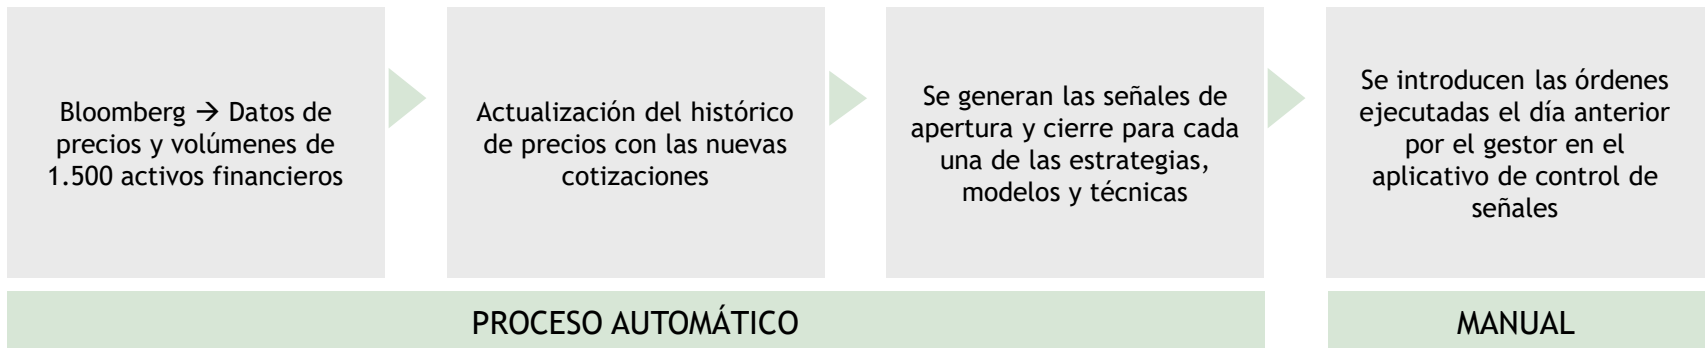 Bloomberg → Datos de
precios y volúmenes de
1.500 activos financieros
Actualización del histórico
de precios con las nuevas
cotizaciones
Se generan las señales de
apertura y cierre para cada
una de las estrategias,
modelos y técnicas
Se introducen las órdenes
ejecutadas el día anterior
por el gestor en el
aplicativo de control de
señales
PROCESO AUTOMÁTICO
MANUAL